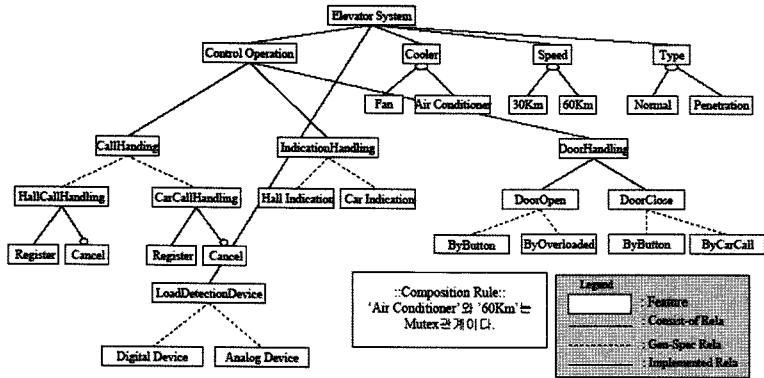 Elevator System
Control Operation
Cooler
Speed
Type
Fan
Air Conditioner
30Km
60Km
Normal
Penetration
CallHanding
IndicationHandling
DoorHandling
HallCallHandling
CarCallHandling
Hall Indication
Car Indication
DoorOpen
DoorClose
Register
Cancel
Register
Cancel
ByButton
ByOverloaded
ByButton
ByCarCall
LoadDetectionDevice
Digital Device
Analog Device
::Composition Rule::
'Air Conditioner'와 '60Km'는
Mutex관계이다.
Legend
: Feature
: Consist-of Rela
: Gen-Spec Rela
: Implemented Rela